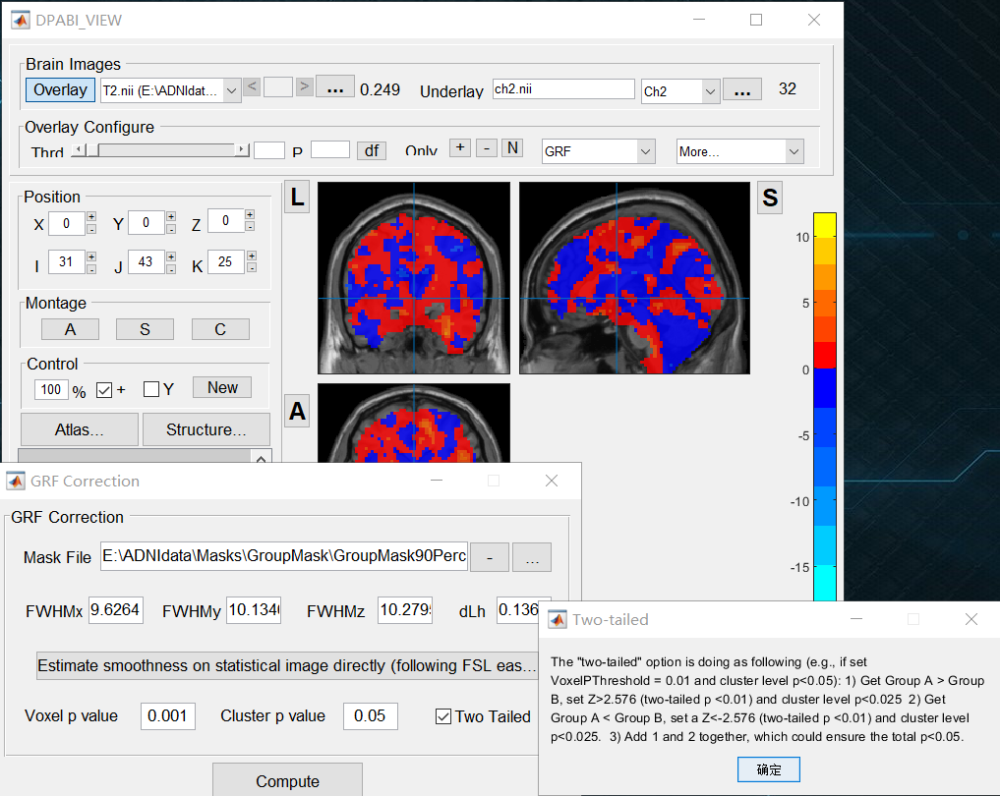 DPABI_VIEW
Brain Images
Overlay T2.nii (E:\ADNIdat... < > ... 0.249 Underlay ch2.nii Ch2 ... 32
Overlay Configure
Thrd P df Only + - N GRF More...
Position
X 0 + - Y 0 + - Z 0 + -
I 31 + - J 43 + - K 25 + -
Montage
A S C
Control
100 % + Y New
Atlas... Structure...
L
S
A
10
5
0
-5
-10
-15
GRF Correction
GRF Correction
Mask File E:\ADNIdata\Masks\GroupMask\GroupMask90Perc - ...
FWHMx 9.6264 FWHMy 10.134 FWHMz 10.279 dLh 0.136
Estimate smoothness on statistical image directly (following FSL eas...
Voxel p value 0.001 Cluster p value 0.05 Two Tailed
Compute
Two-tailed
The "two-tailed" option is doing as following (e.g., if set
VoxelPThreshold = 0.01 and cluster level p<0.05): 1) Get Group A > Group
B, set Z>2.576 (two-tailed p <0.01) and cluster level p<0.025 2) Get
Group A < Group B, set a Z<-2.576 (two-tailed p <0.01) and cluster level
p<0.025. 3) Add 1 and 2 together, which could ensure the total p<0.05.
确定